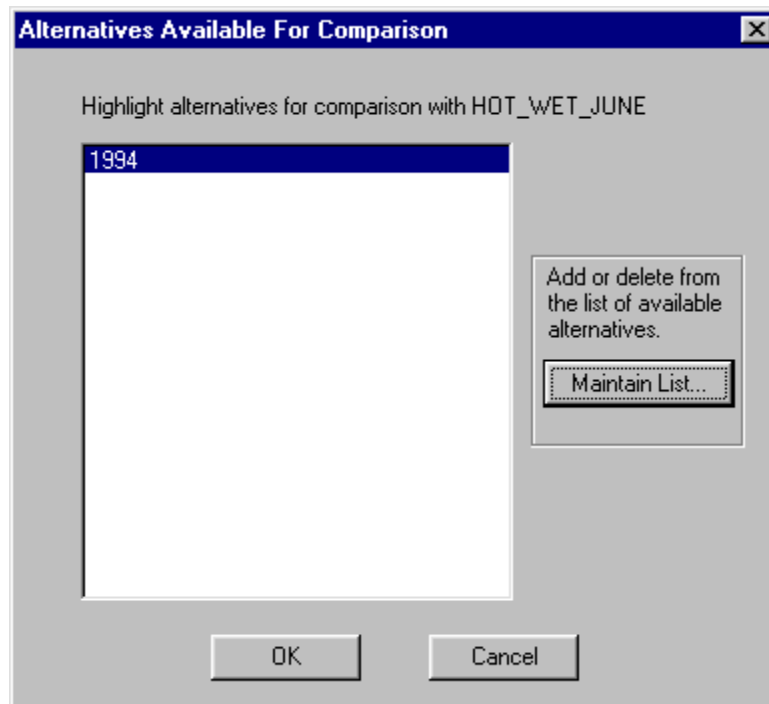 Alternatives Available For Comparison
Highlight alternatives for comparison with HOT_WET_JUNE
1994
Add or delete from
the list of available
alternatives.
Maintain List...
OK
Cancel